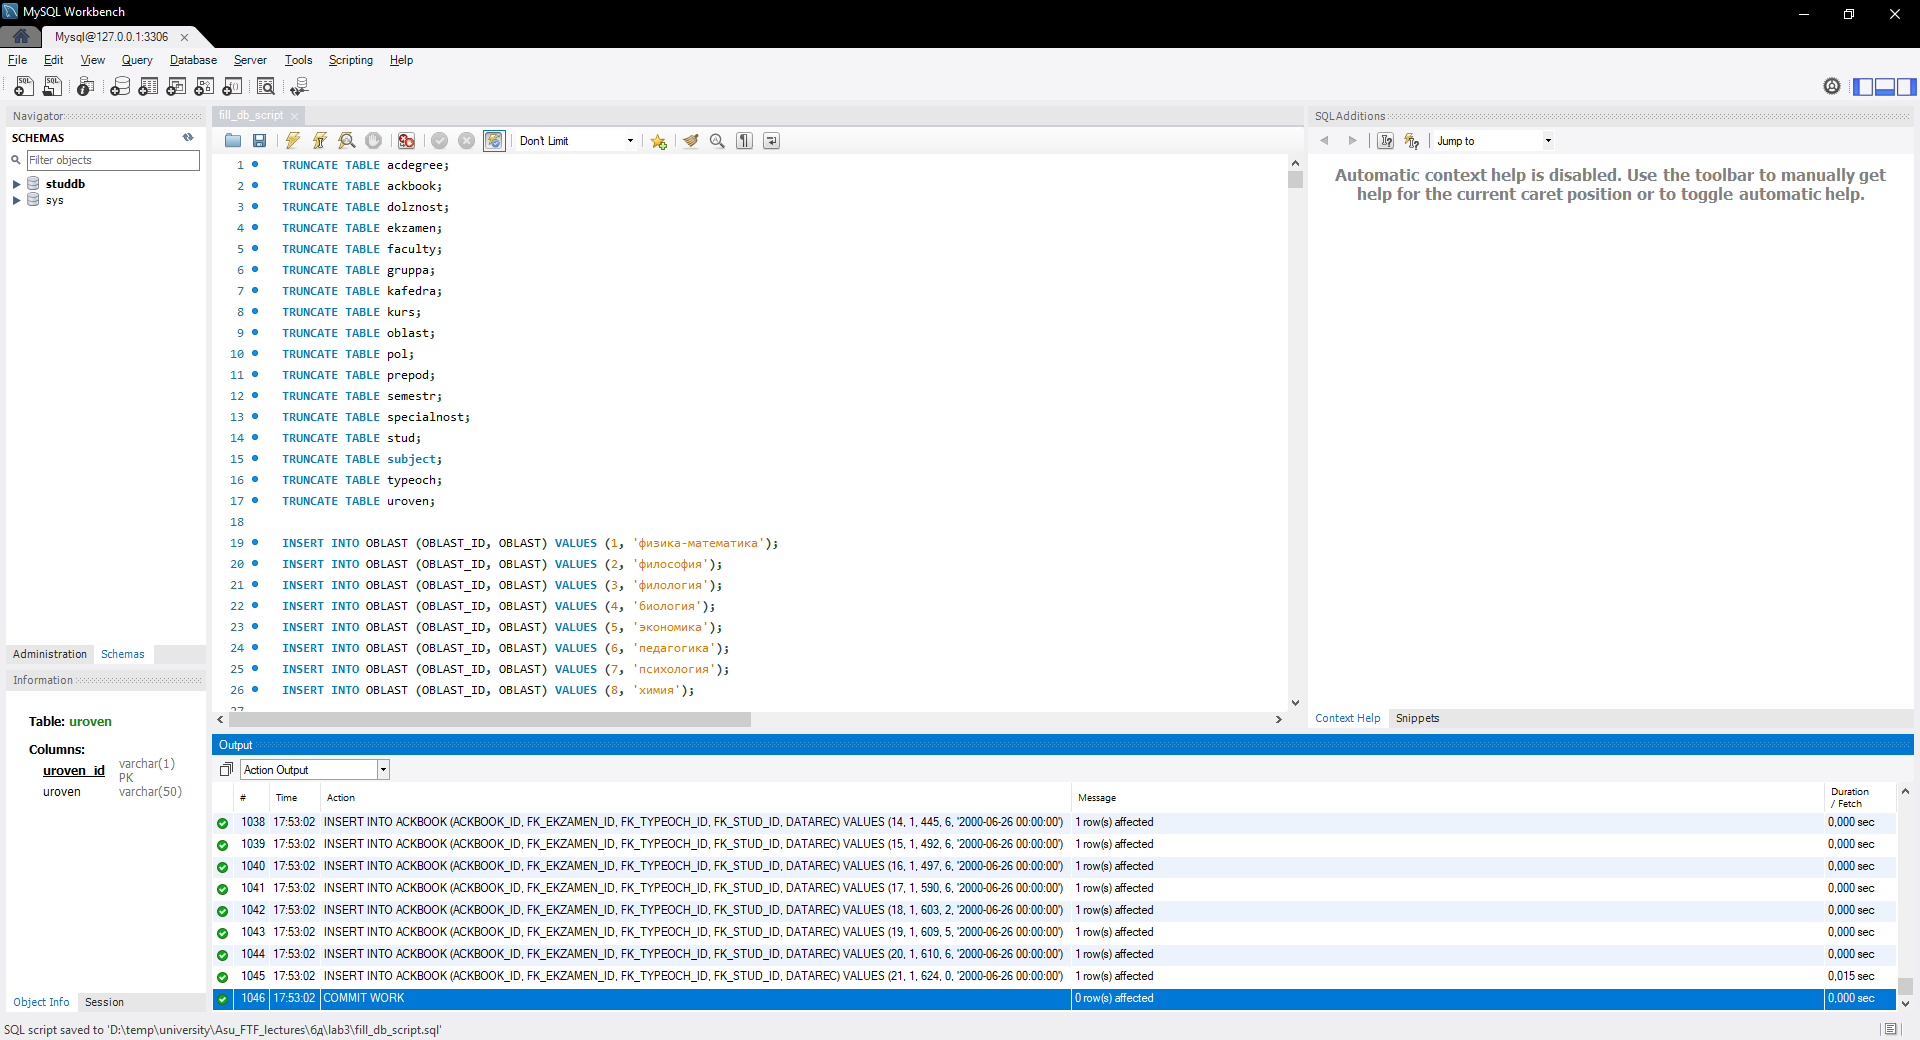 MySQL Workbench
Mysql@127.0.0.1:3306
File Edit View Query Database Server Tools Scripting Help
Navigator
SCHEMAS
Filter objects
studdb
sys
Administration Schemas
Information
Table: uroven
Columns:
uroven_id varchar(1) PK
uroven varchar(50)
Object Info Session
fill_db_script
Don't Limit
1 TRUNCATE TABLE acdegree;
2 TRUNCATE TABLE ackbook;
3 TRUNCATE TABLE dolznost;
4 TRUNCATE TABLE ekzamen;
5 TRUNCATE TABLE faculty;
6 TRUNCATE TABLE gruppa;
7 TRUNCATE TABLE kafedra;
8 TRUNCATE TABLE kurs;
9 TRUNCATE TABLE oblast;
10 TRUNCATE TABLE pol;
11 TRUNCATE TABLE prepod;
12 TRUNCATE TABLE semestr;
13 TRUNCATE TABLE specialnost;
14 TRUNCATE TABLE stud;
15 TRUNCATE TABLE subject;
16 TRUNCATE TABLE typeoch;
17 TRUNCATE TABLE uroven;
18
19 INSERT INTO OBLAST (OBLAST_ID, OBLAST) VALUES (1, 'физика-математика');
20 INSERT INTO OBLAST (OBLAST_ID, OBLAST) VALUES (2, 'философия');
21 INSERT INTO OBLAST (OBLAST_ID, OBLAST) VALUES (3, 'филология');
22 INSERT INTO OBLAST (OBLAST_ID, OBLAST) VALUES (4, 'биология');
23 INSERT INTO OBLAST (OBLAST_ID, OBLAST) VALUES (5, 'экономика');
24 INSERT INTO OBLAST (OBLAST_ID, OBLAST) VALUES (6, 'педагогика');
25 INSERT INTO OBLAST (OBLAST_ID, OBLAST) VALUES (7, 'психология');
26 INSERT INTO OBLAST (OBLAST_ID, OBLAST) VALUES (8, 'химия');
27
SQLAdditions
Jump to
Automatic context help is disabled. Use the toolbar to manually get
help for the current caret position or to toggle automatic help.
Context Help Snippets
Output
Action Output
# Time Action Message Duration / Fetch
1038 17:53:02 INSERT INTO ACKBOOK (ACKBOOK_ID, FK_EKZAMEN_ID, FK_TYPEOCH_ID, FK_STUD_ID, DATAREC) VALUES (14, 1, 445, 6, '2000-06-26 00:00:00') 1 row(s) affected 0,000 sec
1039 17:53:02 INSERT INTO ACKBOOK (ACKBOOK_ID, FK_EKZAMEN_ID, FK_TYPEOCH_ID, FK_STUD_ID, DATAREC) VALUES (15, 1, 492, 6, '2000-06-26 00:00:00') 1 row(s) affected 0,000 sec
1040 17:53:02 INSERT INTO ACKBOOK (ACKBOOK_ID, FK_EKZAMEN_ID, FK_TYPEOCH_ID, FK_STUD_ID, DATAREC) VALUES (16, 1, 497, 6, '2000-06-26 00:00:00') 1 row(s) affected 0,000 sec
1041 17:53:02 INSERT INTO ACKBOOK (ACKBOOK_ID, FK_EKZAMEN_ID, FK_TYPEOCH_ID, FK_STUD_ID, DATAREC) VALUES (17, 1, 590, 6, '2000-06-26 00:00:00') 1 row(s) affected 0,000 sec
1042 17:53:02 INSERT INTO ACKBOOK (ACKBOOK_ID, FK_EKZAMEN_ID, FK_TYPEOCH_ID, FK_STUD_ID, DATAREC) VALUES (18, 1, 603, 2, '2000-06-26 00:00:00') 1 row(s) affected 0,000 sec
1043 17:53:02 INSERT INTO ACKBOOK (ACKBOOK_ID, FK_EKZAMEN_ID, FK_TYPEOCH_ID, FK_STUD_ID, DATAREC) VALUES (19, 1, 609, 5, '2000-06-26 00:00:00') 1 row(s) affected 0,000 sec
1044 17:53:02 INSERT INTO ACKBOOK (ACKBOOK_ID, FK_EKZAMEN_ID, FK_TYPEOCH_ID, FK_STUD_ID, DATAREC) VALUES (20, 1, 610, 6, '2000-06-26 00:00:00') 1 row(s) affected 0,000 sec
1045 17:53:02 INSERT INTO ACKBOOK (ACKBOOK_ID, FK_EKZAMEN_ID, FK_TYPEOCH_ID, FK_STUD_ID, DATAREC) VALUES (21, 1, 624, 0, '2000-06-26 00:00:00') 1 row(s) affected 0,015 sec
1046 17:53:02 COMMIT WORK 0 row(s) affected 0,000 sec
SQL script saved to 'D:\temp\university\Asu_FTF_lectures\бд\lab3\fill_db_script.sql'